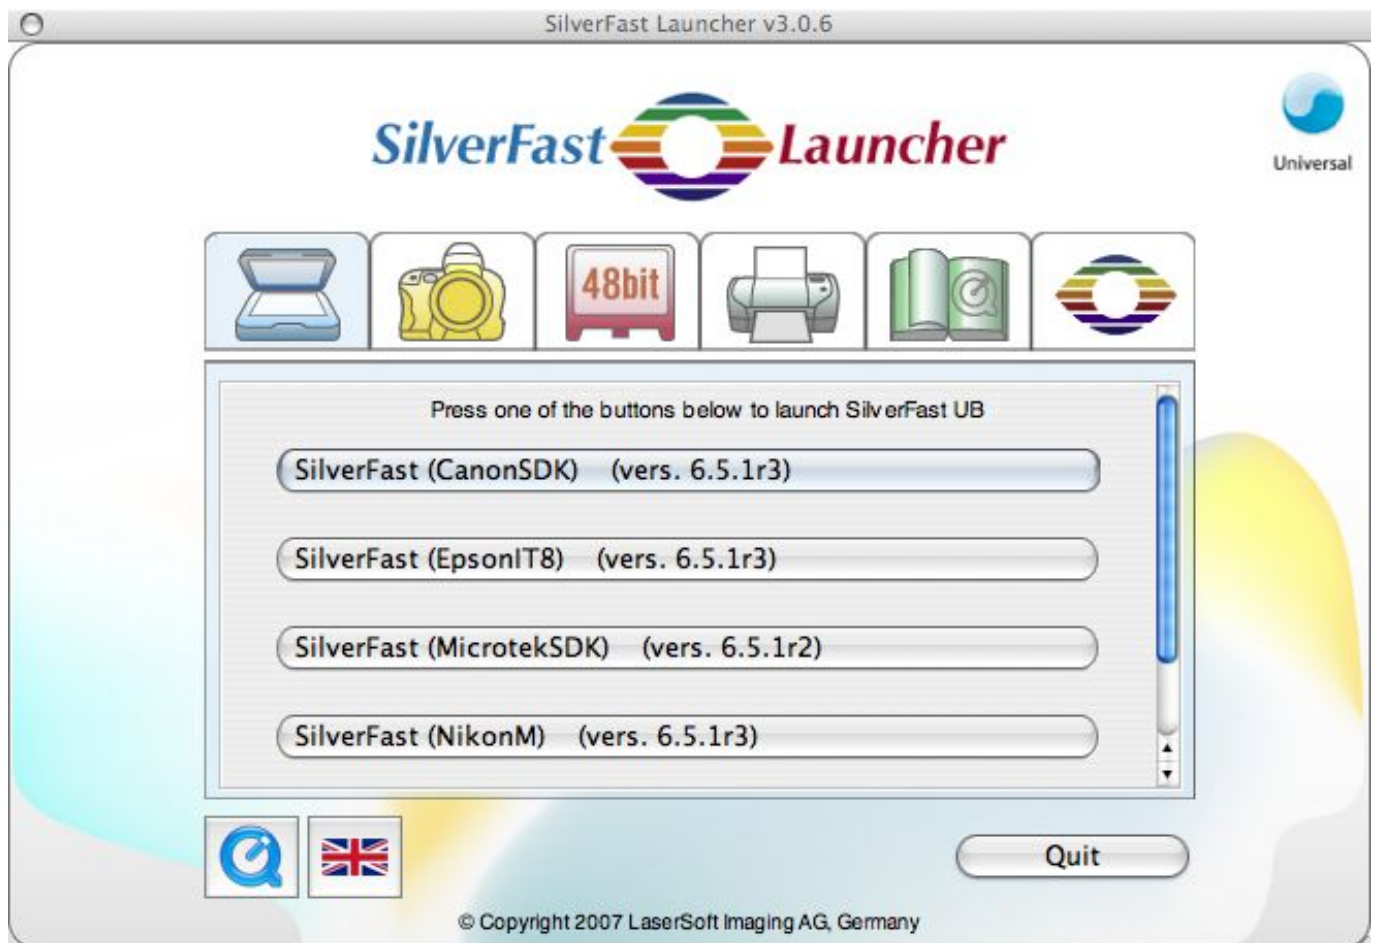 SilverFast Launcher v3.0.6
SilverFast Launcher
Universal
48bit
Press one of the buttons below to launch SilverFast UB
SilverFast (CanonSDK) (vers. 6.5.1r3)
SilverFast (EpsonIT8) (vers. 6.5.1r3)
SilverFast (MicrotekSDK) (vers. 6.5.1r2)
SilverFast (NikonM) (vers. 6.5.1r3)
Quit
© Copyright 2007 LaserSoft Imaging AG, Germany